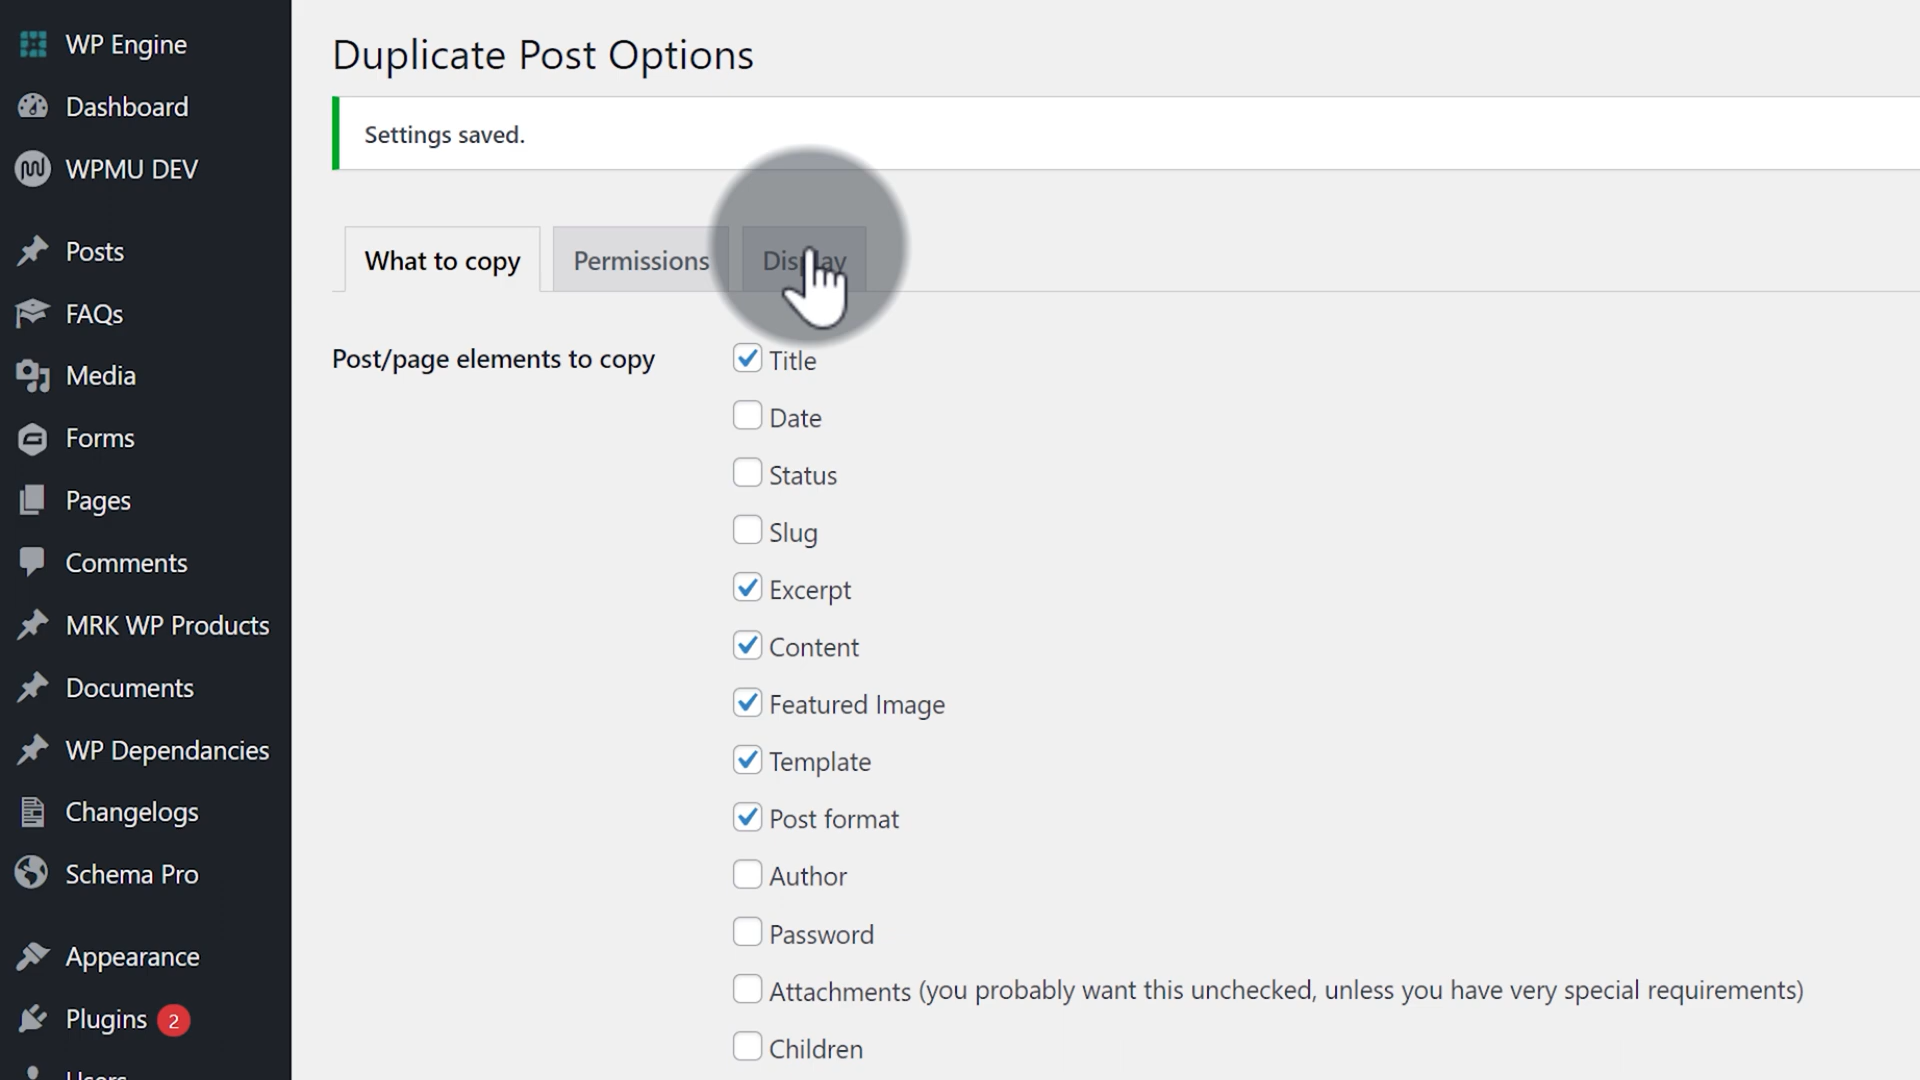 WP Engine
Dashboard
WPMU DEV
Posts
FAQs
Media
Forms
Pages
Comments
MRK WP Products
Documents
WP Dependancies
Changelogs
Schema Pro
Appearance
Plugins 2
Users
Duplicate Post Options
Settings saved.
What to copy Permissions Display
Post/page elements to copy
Title
Date
Status
Slug
Excerpt
Content
Featured Image
Template
Post format
Author
Password
Attachments (you probably want this unchecked, unless you have very special requirements)
Children